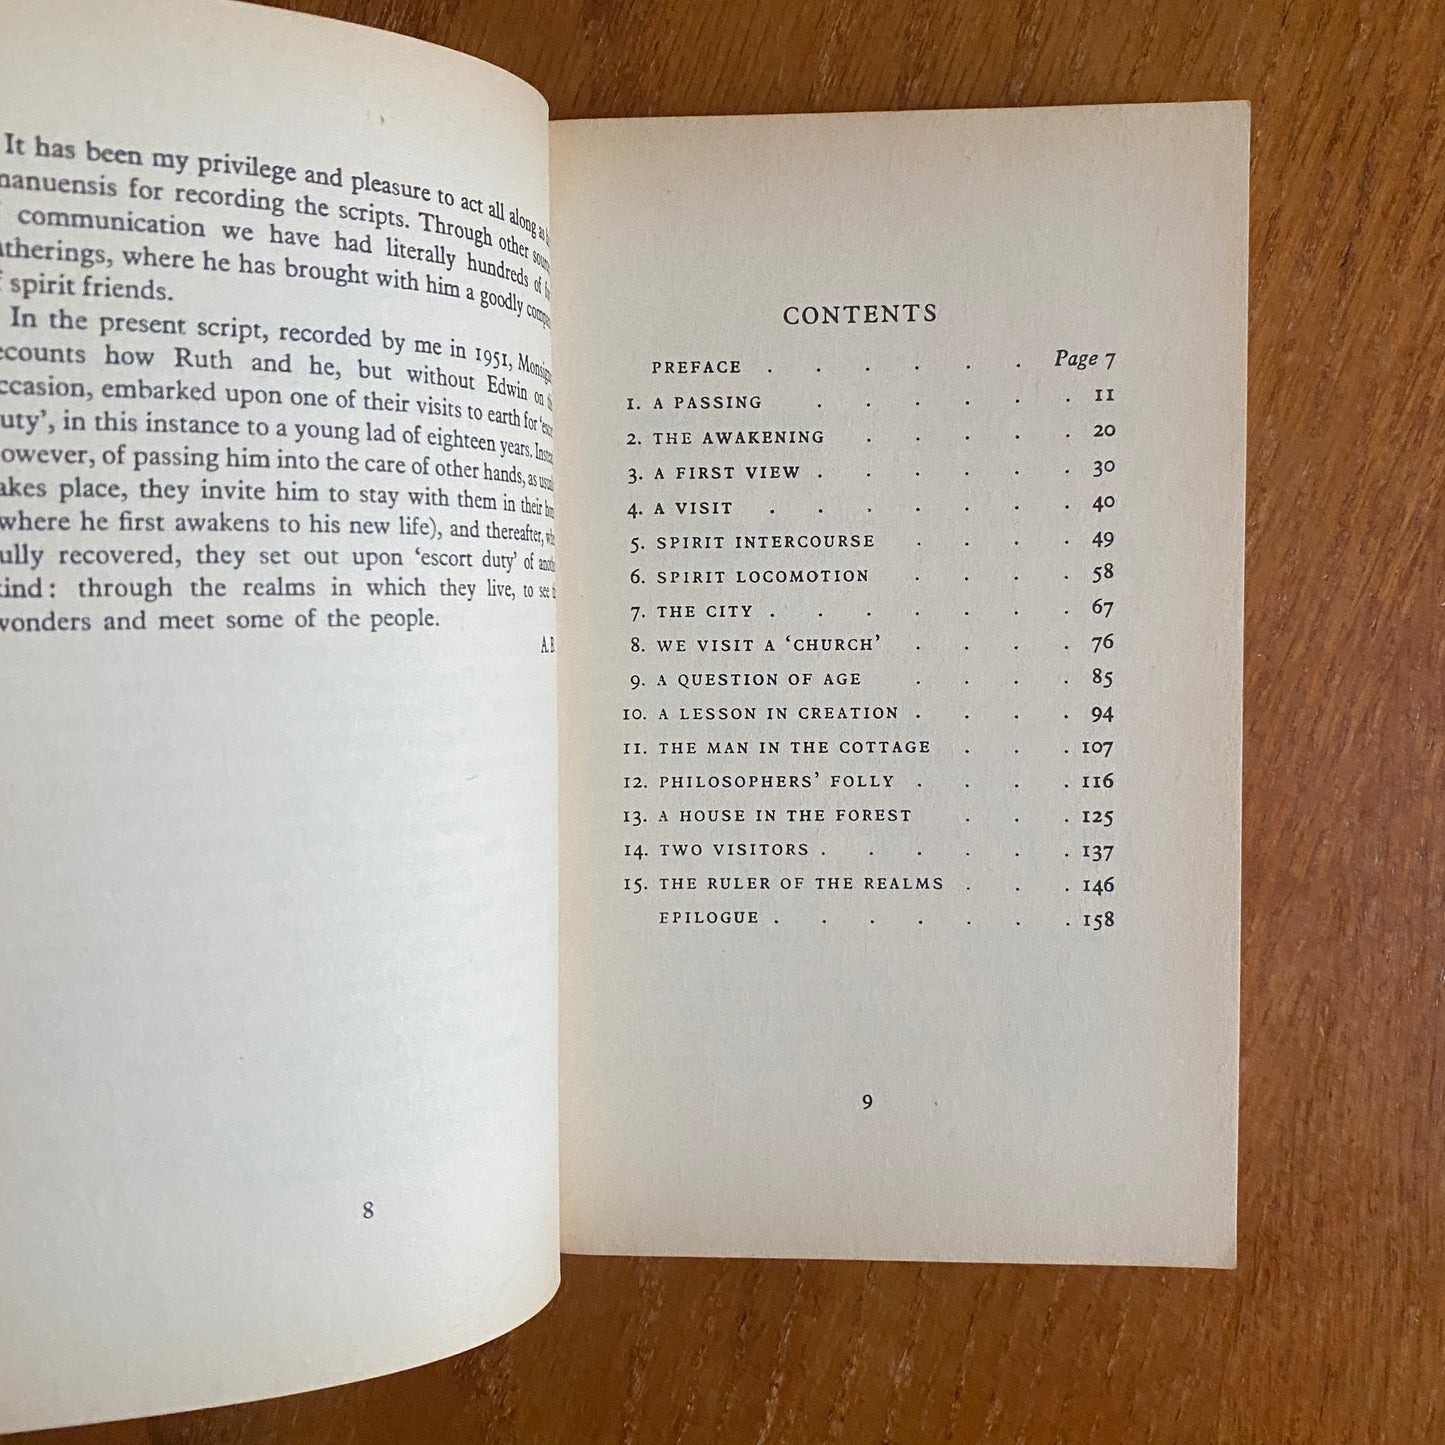 It has been my privilege and pleasure to act all along as
manuensis for recording the scripts. Through other
communication we have had literally hundreds of
therings, where he has brought with him a goodly
spirit friends.
In the present script, recorded by me in 1951,
ecounts how Ruth and he, but without Edwin on
ccasion, embarked upon one of their visits to earth for
uty’, in this instance to a young lad of eighteen years.
owever, of passing him into the care of other hands, as
akes place, they invite him to stay with them in their
where he first awakens to his new life), and thereafter,
ully recovered, they set out upon ‘escort duty’ of
ind: through the realms in which they live, to see
wonders and meet some of the people.
A. B.
8
CONTENTS
PREFACE . . . . . . Page 7
1. A PASSING . . . . . . 11
2. THE AWAKENING . . . . . 20
3. A FIRST VIEW . . . . . . 30
4. A VISIT . . . . . . . 40
5. SPIRIT INTERCOURSE . . . . 49
6. SPIRIT LOCOMOTION . . . . 58
7. THE CITY . . . . . . . 67
8. WE VISIT A ‘CHURCH’ . . . . 76
9. A QUESTION OF AGE . . . . 85
10. A LESSON IN CREATION . . . . 94
11. THE MAN IN THE COTTAGE . . . 107
12. PHILOSOPHERS’ FOLLY . . . . 116
13. A HOUSE IN THE FOREST . . . 125
14. TWO VISITORS . . . . . . 137
15. THE RULER OF THE REALMS . . . 146
EPILOGUE . . . . . . . 158
9